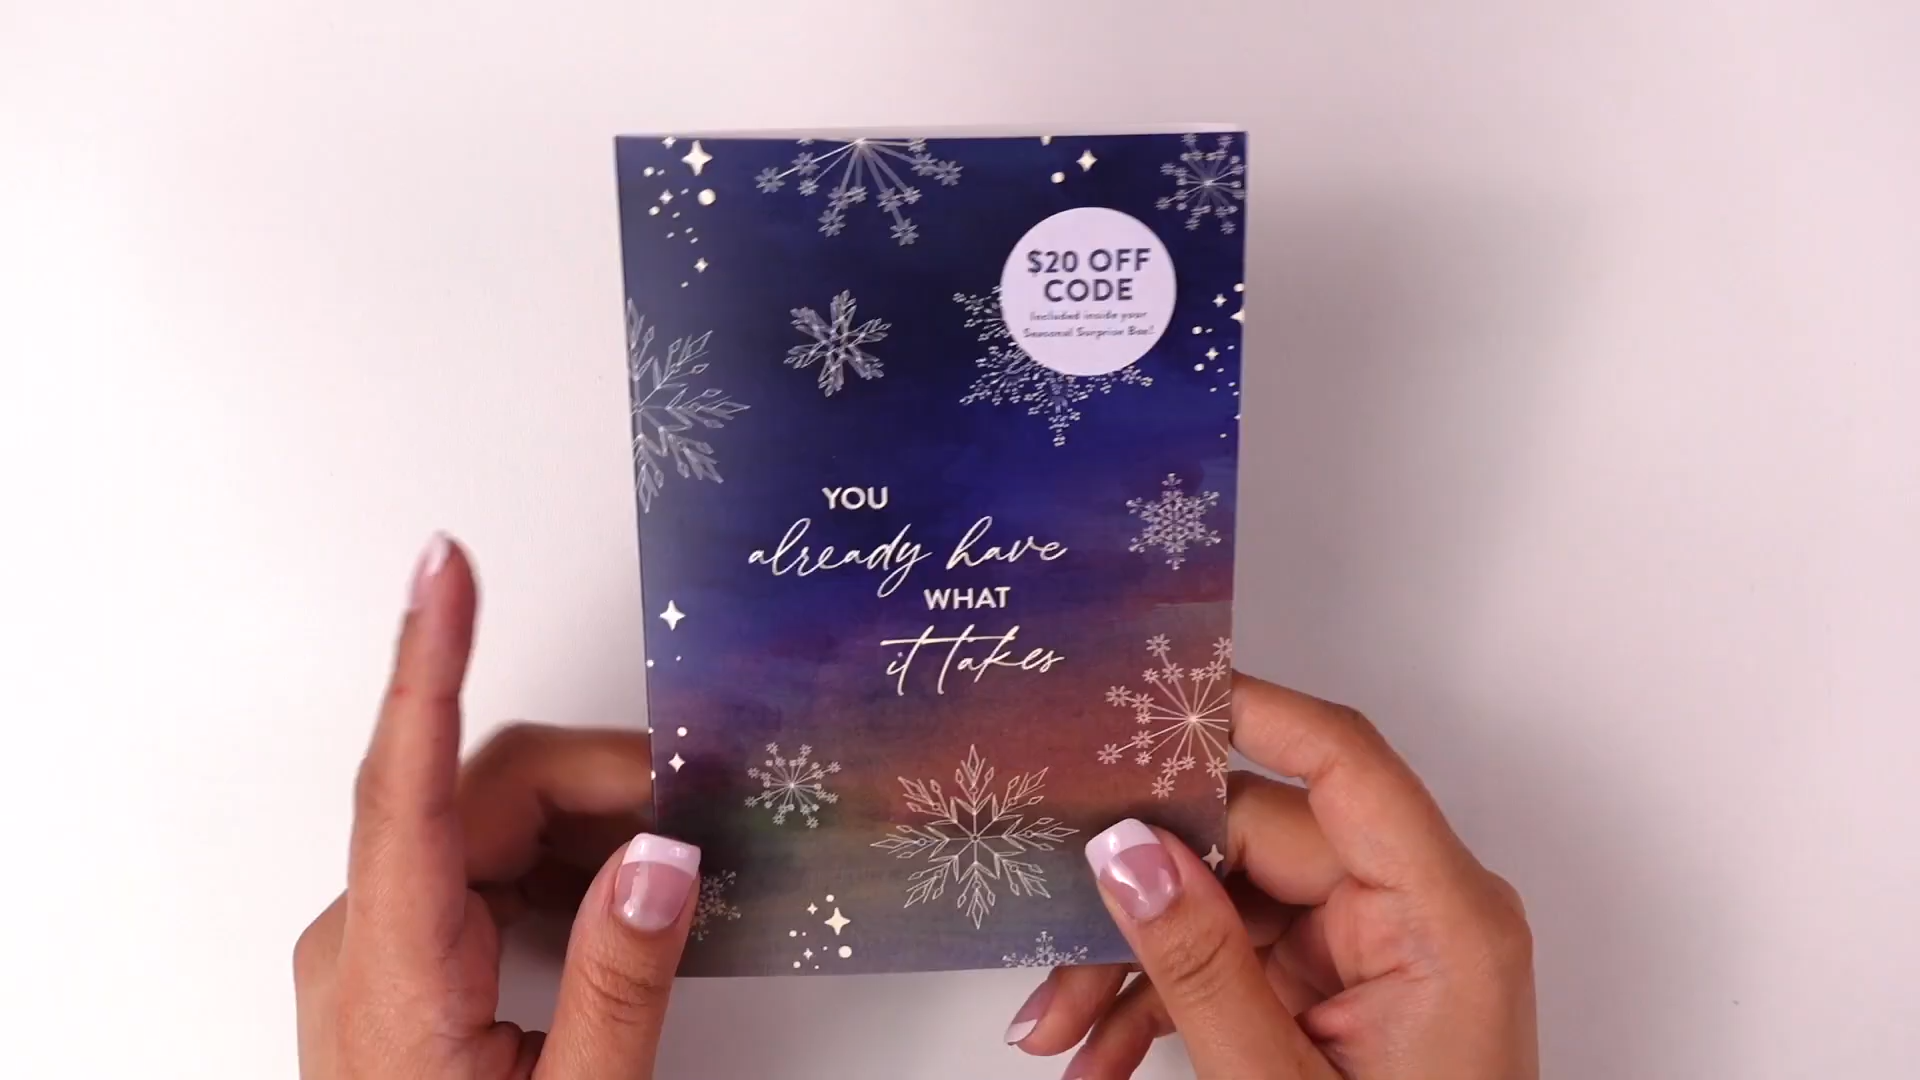 $20 OFF
CODE
Included inside your
Seasonal Surprise Box!
YOU
already have
WHAT
it takes